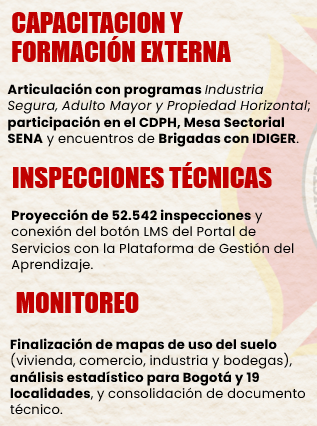 CAPACITACION Y
FORMACIÓN EXTERNA
Articulación con programas Industria
Segura, Adulto Mayor y Propiedad Horizontal;
participación en el CDPH, Mesa Sectorial
SENA y encuentros de Brigadas con IDIGER.
INSPECCIONES TÉCNICAS
Proyección de 52.542 inspecciones y
conexión del botón LMS del Portal de
Servicios con la Plataforma de Gestión del
Aprendizaje.
MONITOREO
Finalización de mapas de uso del suelo
(vivienda, comercio, industria y bodegas),
análisis estadístico para Bogotá y 19
localidades, y consolidación de documento
técnico.